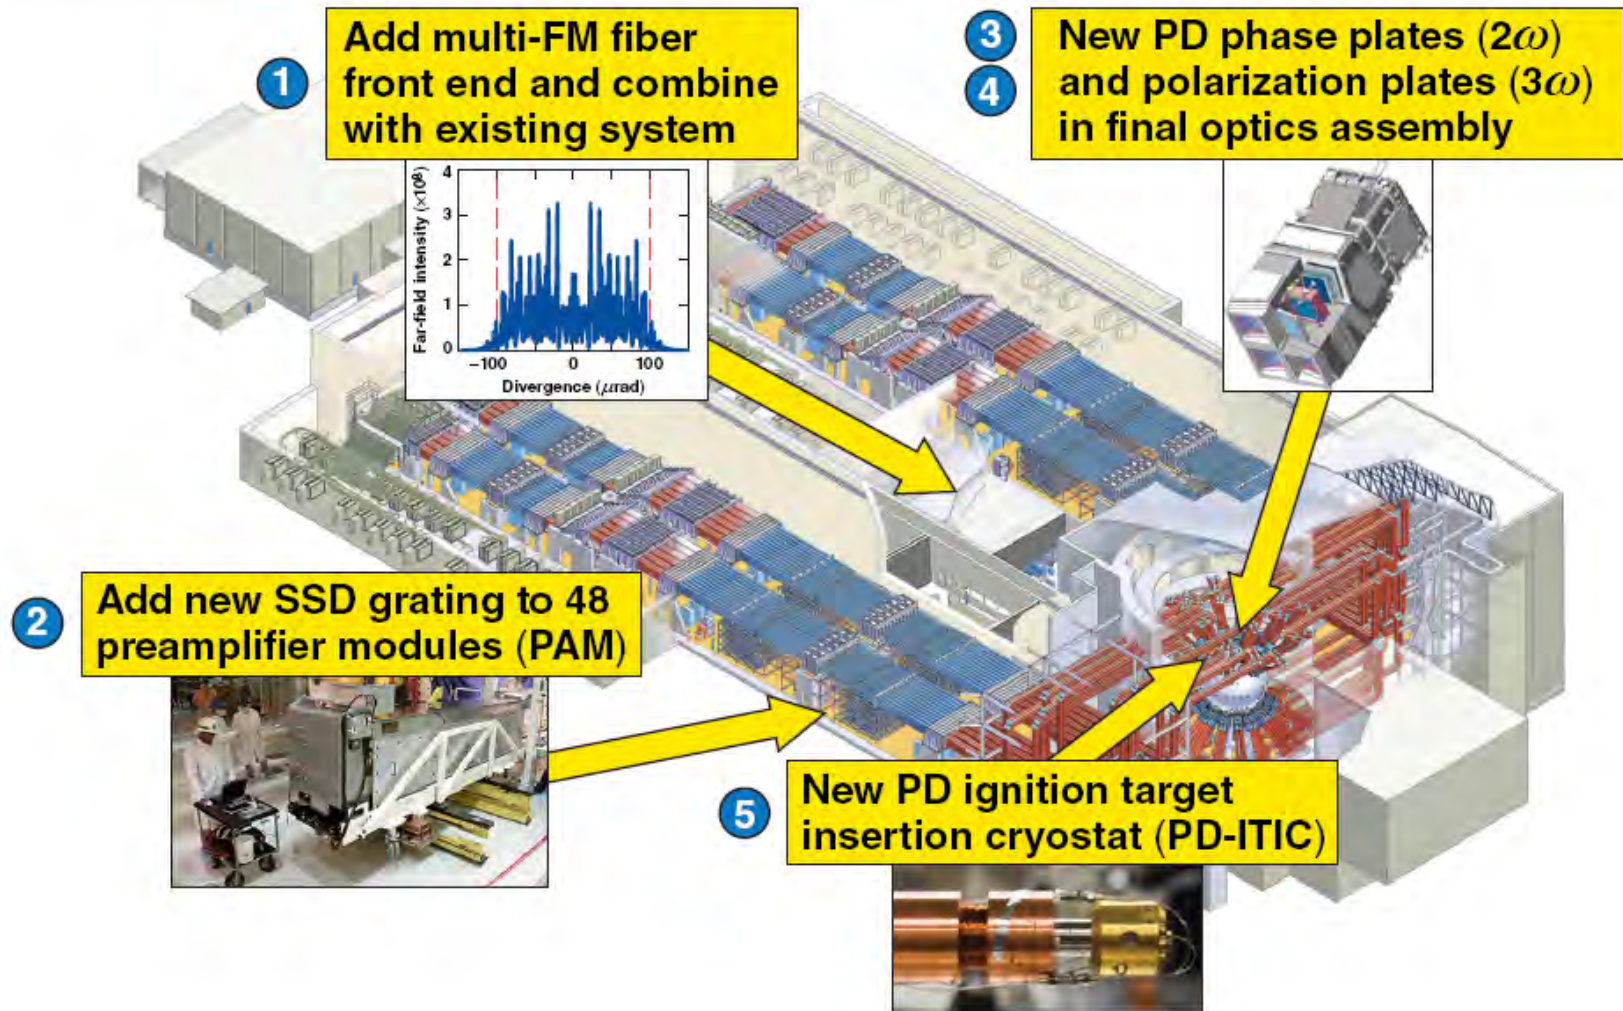 1
Add multi-FM fiber
front end and combine
with existing system
3
4
New PD phase plates (2ω)
and polarization plates (3ω)
in final optics assembly
Far-field intensity (×10⁸)
4
3
2
1
0
−100
0
100
Divergence (μrad)
2
Add new SSD grating to 48
preamplifier modules (PAM)
5
New PD ignition target
insertion cryostat (PD-ITIC)